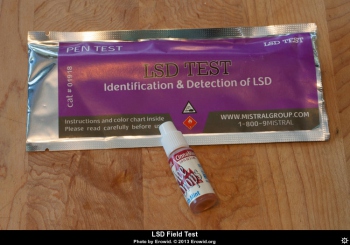 PEN TEST
LSD TEST
LSD TEST
Cat# 01918
Identification & Detection of LSD
Instructions and color chart inside
Please read carefully before
WWW.MISTRALGROUP.COM
1-800-9MISTRAL
LSD Field Test
Photo by Erowid. © 2013 Erowid.org